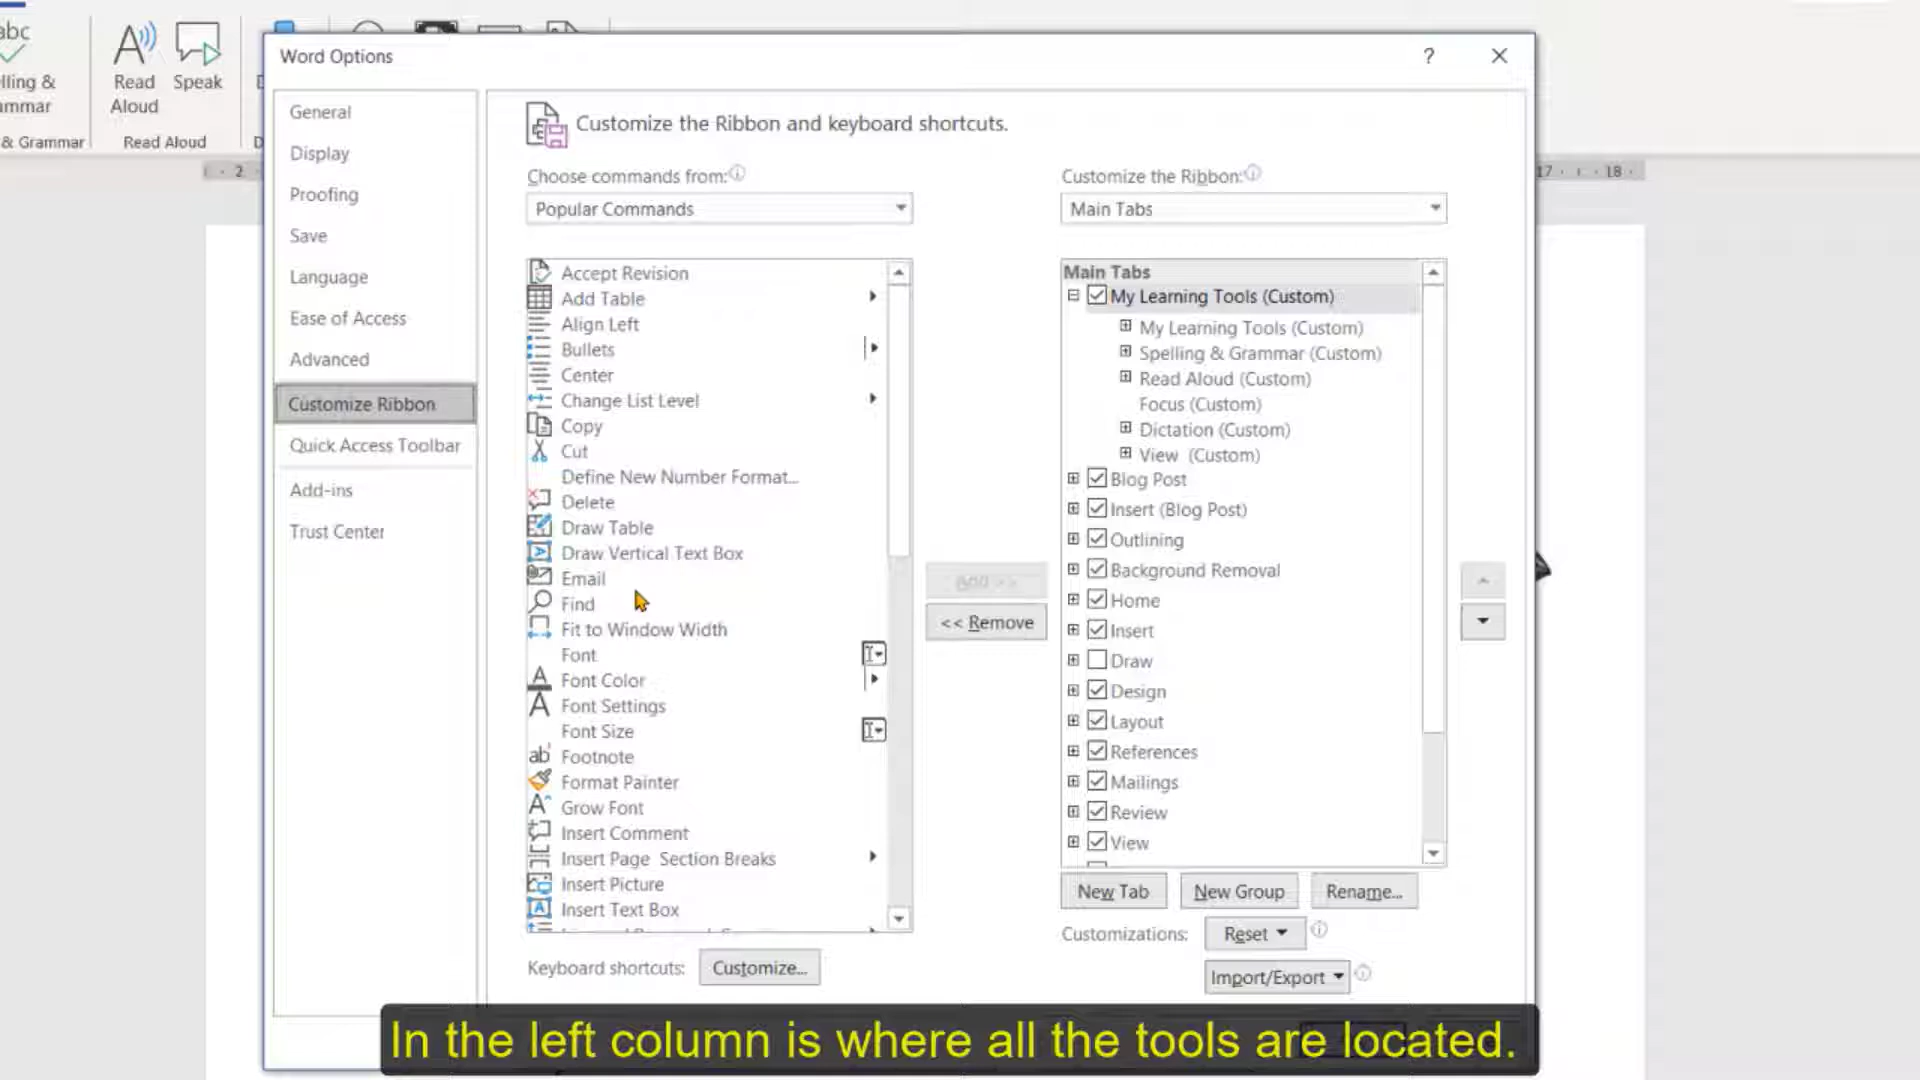 abc
lling &
mmar
Read
Aloud
Speak
& Grammar
Read Aloud
2
17
18
Word Options
?
General
Display
Proofing
Save
Language
Ease of Access
Advanced
Customize Ribbon
Quick Access Toolbar
Add-ins
Trust Center
Customize the Ribbon and keyboard shortcuts.
Choose commands from:
Popular Commands
Accept Revision
Add Table
Align Left
Bullets
Center
Change List Level
Copy
Cut
Define New Number Format...
Delete
Draw Table
Draw Vertical Text Box
Email
Find
Fit to Window Width
Font
Font Color
Font Settings
Font Size
Footnote
Format Painter
Grow Font
Insert Comment
Insert Page  Section Breaks
Insert Picture
Insert Text Box
Keyboard shortcuts: Customize...
Add >>
<< Remove
Customize the Ribbon:
Main Tabs
Main Tabs
My Learning Tools (Custom)
My Learning Tools (Custom)
Spelling & Grammar (Custom)
Read Aloud (Custom)
Focus (Custom)
Dictation (Custom)
View (Custom)
Blog Post
Insert (Blog Post)
Outlining
Background Removal
Home
Insert
Draw
Design
Layout
References
Mailings
Review
View
New Tab
New Group
Rename...
Customizations: Reset
Import/Export
In the left column is where all the tools are located.